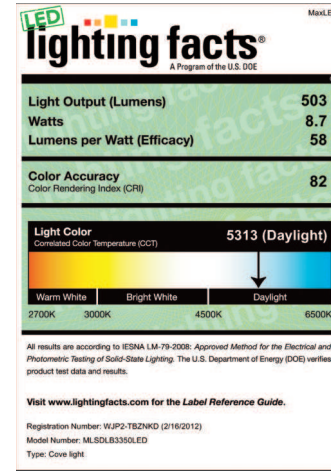 MaxLE
LED
lighting facts®
A Program of the U.S. DOE
Light Output (Lumens) 503
Watts 8.7
Lumens per Watt (Efficacy) 58
Color Accuracy 82
Color Rendering Index (CRI)
Light Color 5313 (Daylight)
Correlated Color Temperature (CCT)
Warm White Bright White Daylight
2700K 3000K 4500K 6500K
All results are according to IESNA LM-79-2008: Approved Method for the Electrical and
Photometric Testing of Solid-State Lighting. The U.S. Department of Energy (DOE) verifies
product test data and results.
Visit www.lightingfacts.com for the Label Reference Guide.
Registration Number: WJP2-TBZNKD (2/16/2012)
Model Number: MLSDLB3350LED
Type: Cove light